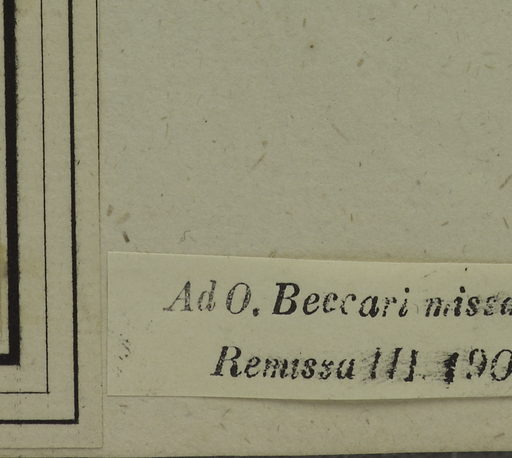 Ad O. Beccari missa
Remissa III. 190